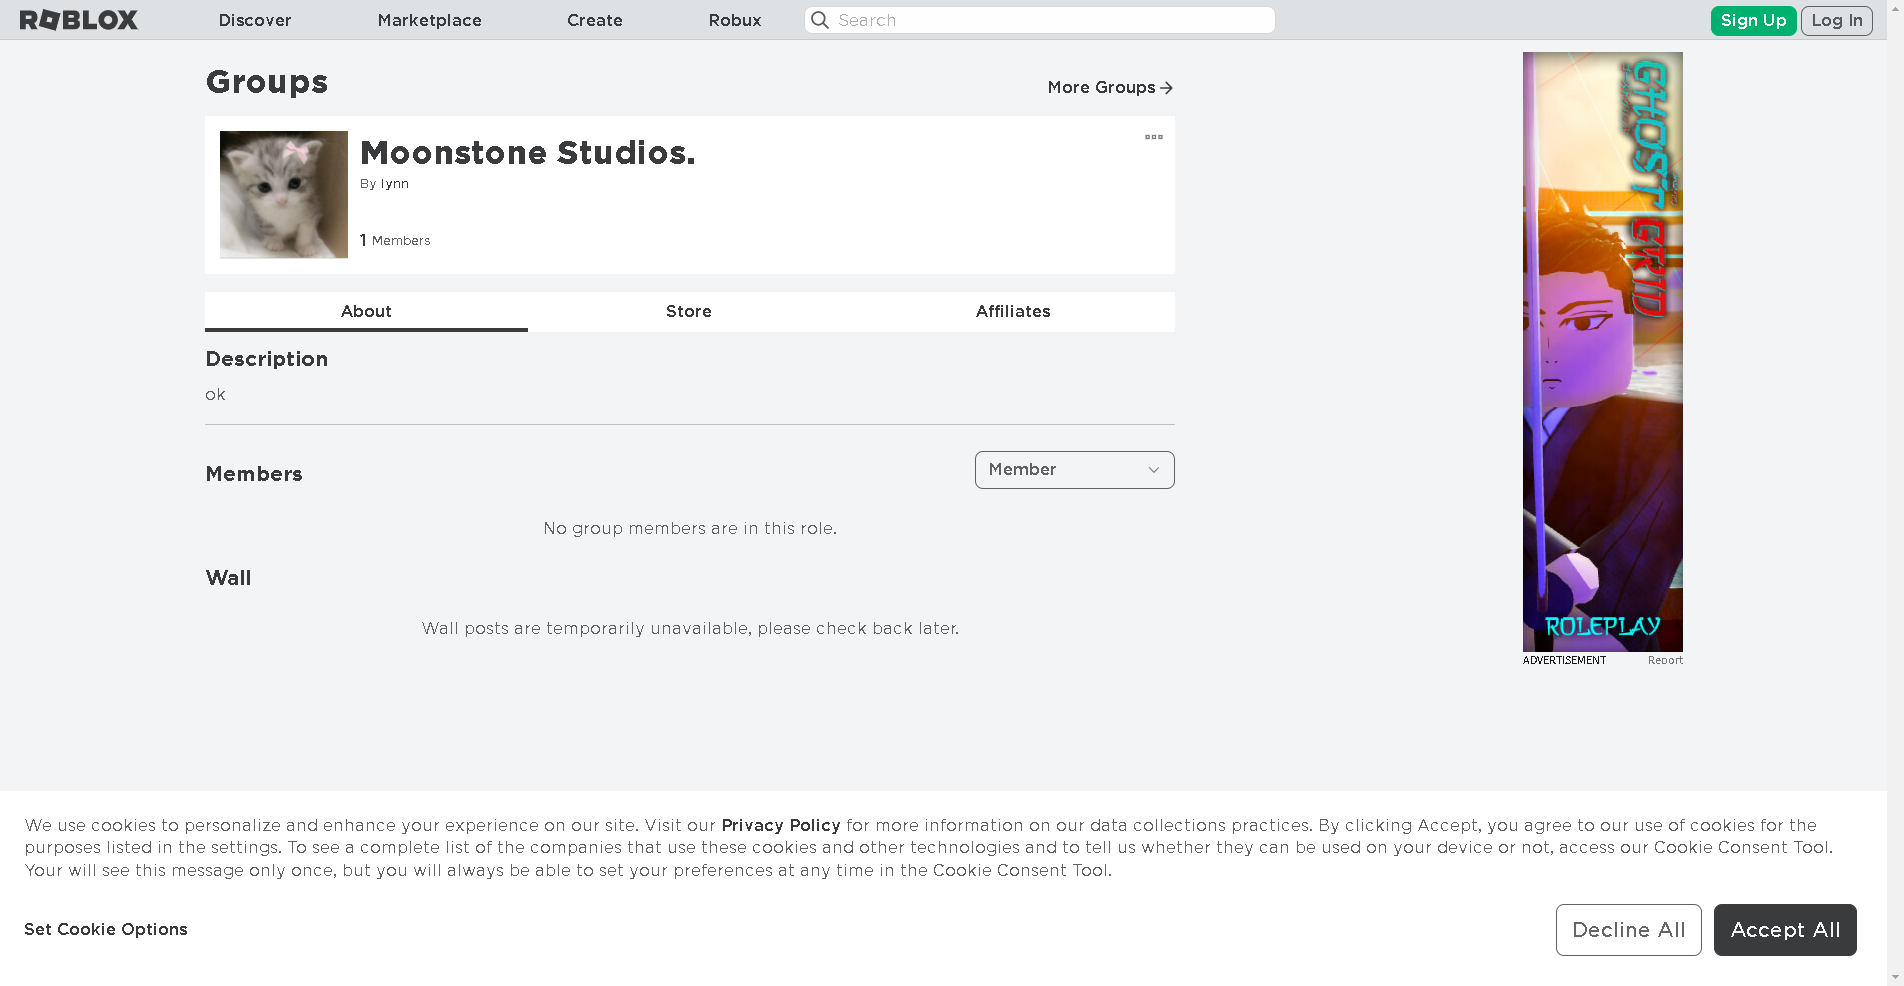 ROBLOX
Discover
Marketplace
Create
Robux
Search
Sign Up
Log In
Groups
More Groups
Moonstone Studios.
By lynn
1 Members
About
Store
Affiliates
Description
ok
Members
Member
No group members are in this role.
Wall
Wall posts are temporarily unavailable, please check back later.
GHOST GRID
ROLEPLAY
ADVERTISEMENT
Report
We use cookies to personalize and enhance your experience on our site. Visit our Privacy Policy for more information on our data collections practices. By clicking Accept, you agree to our use of cookies for the
purposes listed in the settings. To see a complete list of the companies that use these cookies and other technologies and to tell us whether they can be used on your device or not, access our Cookie Consent Tool.
Your will see this message only once, but you will always be able to set your preferences at any time in the Cookie Consent Tool.
Set Cookie Options
Decline All
Accept All